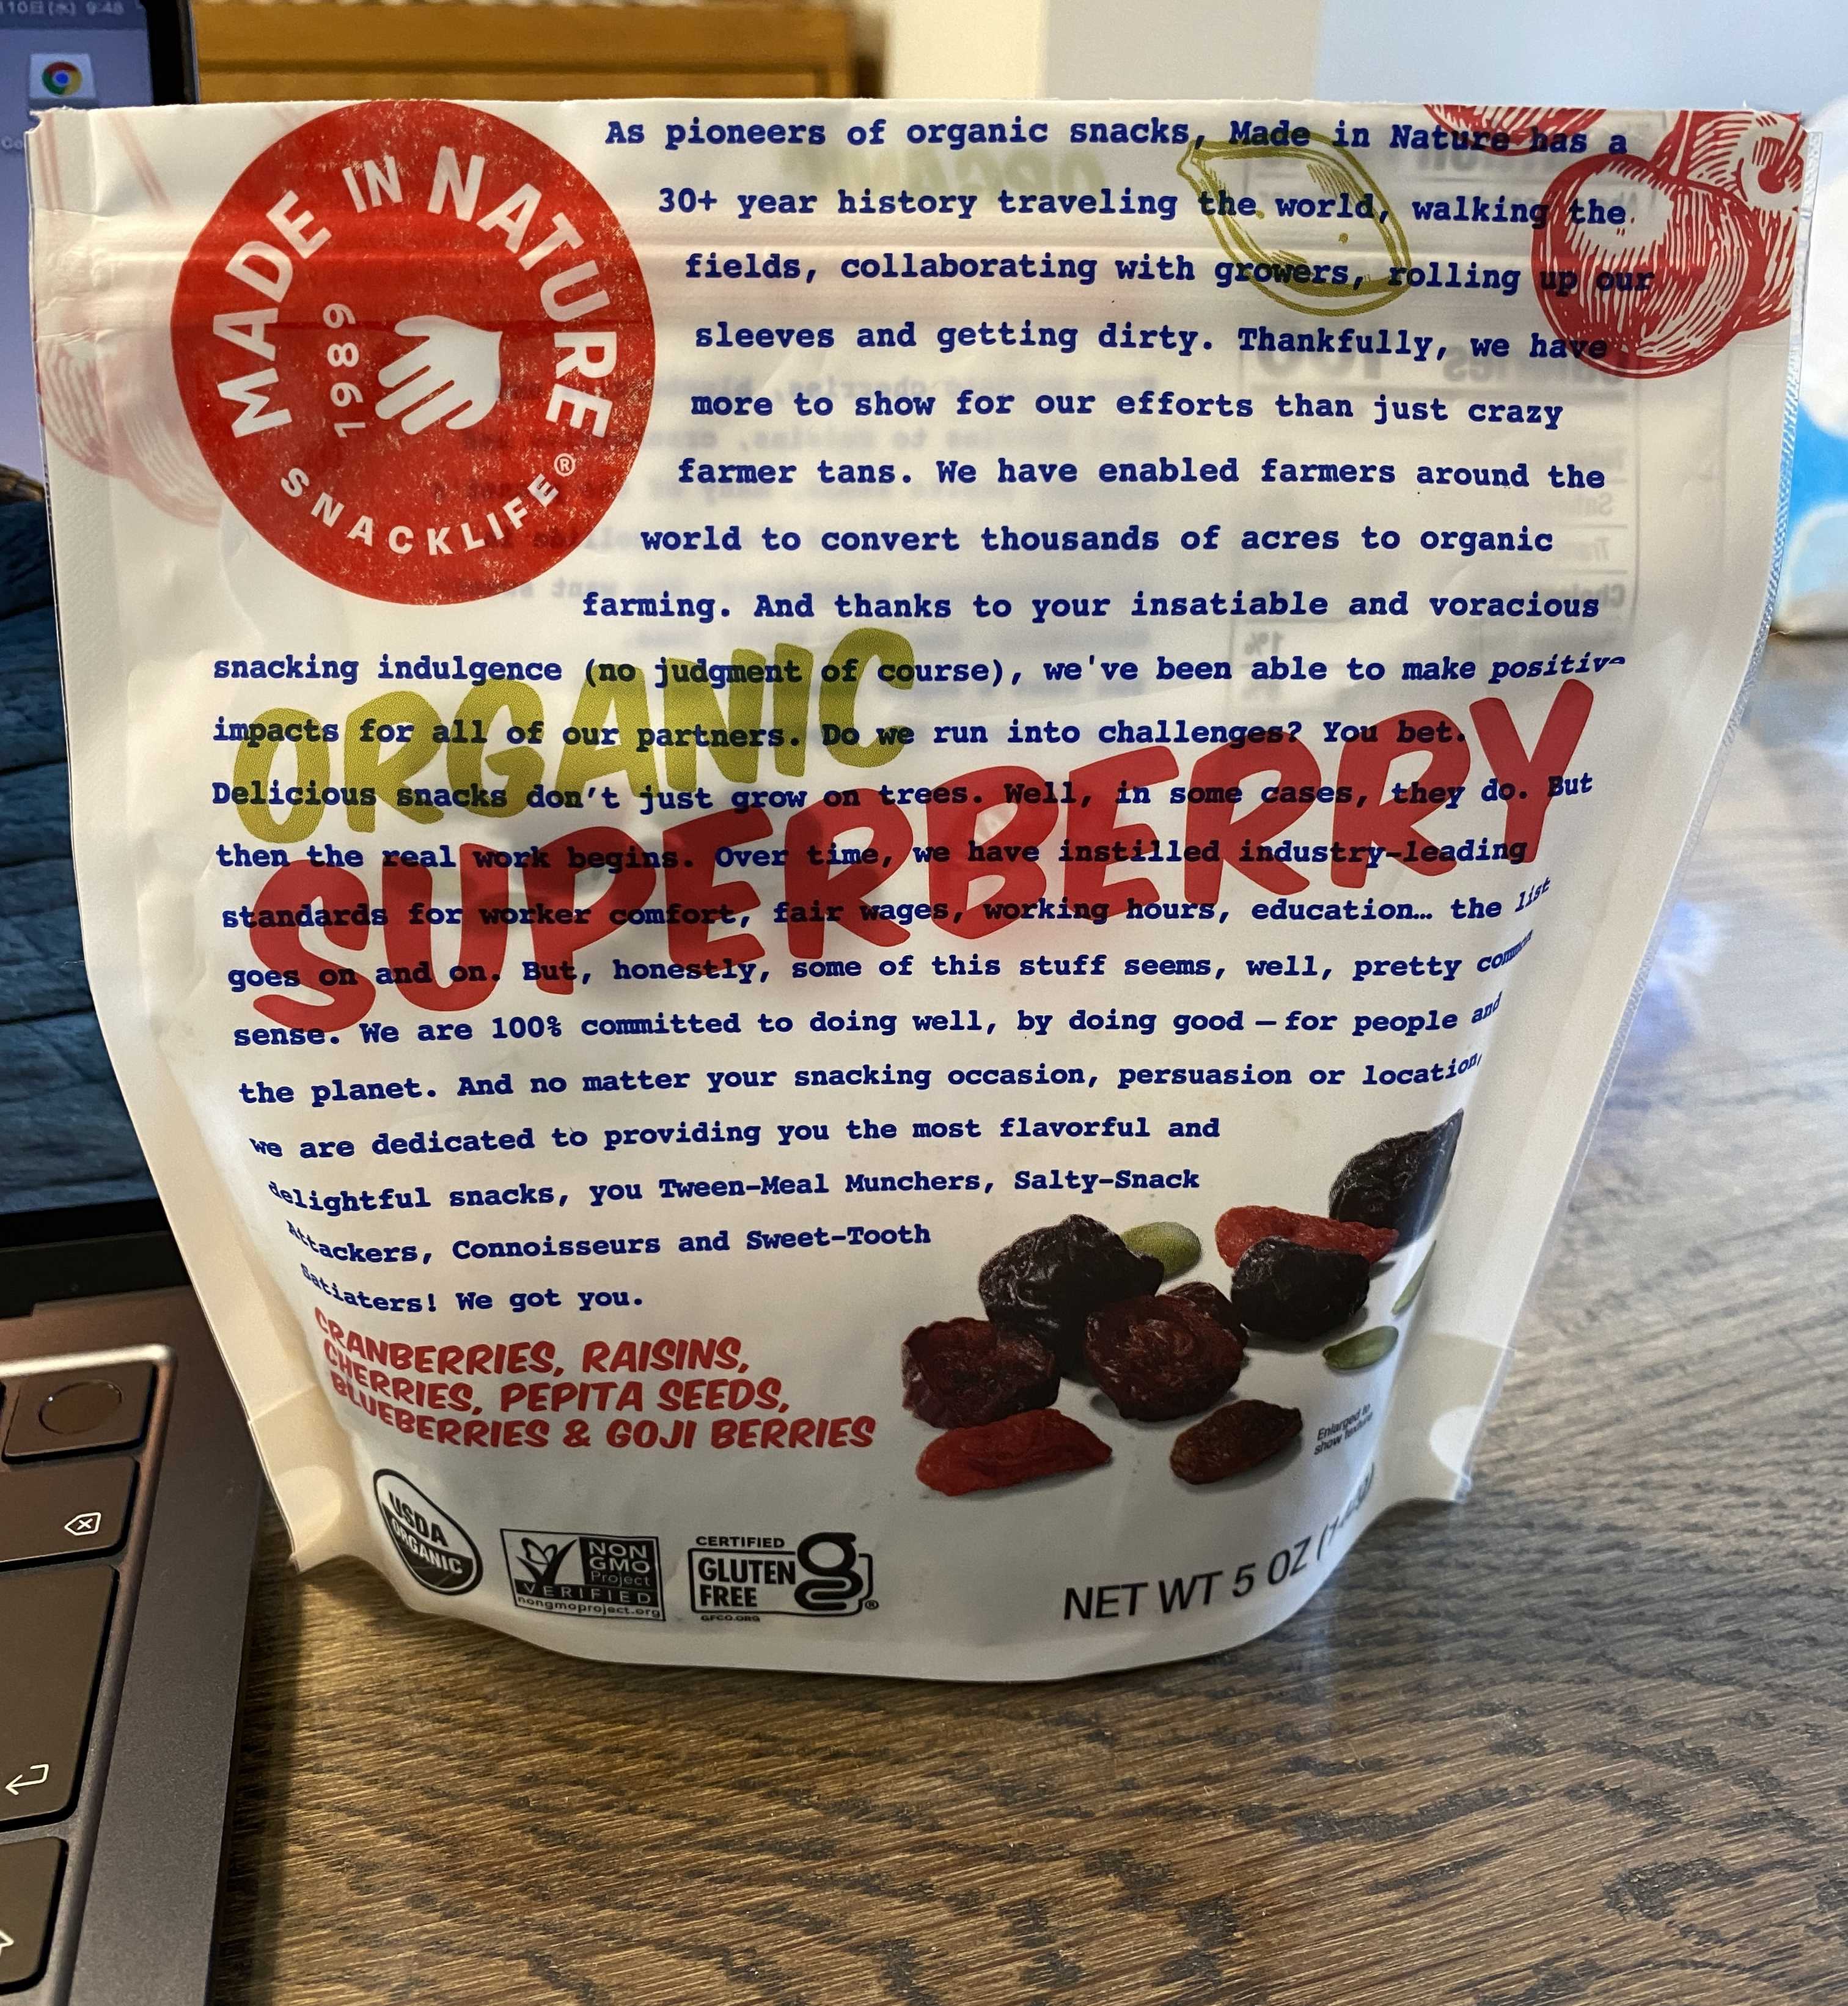 10日(水) 9:48
MADE IN NATURE
1989
SNACKLIFE®
As pioneers of organic snacks, Made in Nature has a
30+ year history traveling the world, walking the
fields, collaborating with growers, rolling up our
sleeves and getting dirty. Thankfully, we have
more to show for our efforts than just crazy
farmer tans. We have enabled farmers around the
world to convert thousands of acres to organic
farming. And thanks to your insatiable and voracious
snacking indulgence (no judgment of course), we've been able to make positive
impacts for all of our partners. Do we run into challenges? You bet.
Delicious snacks don't just grow on trees. Well, in some cases, they do. But
then the real work begins. Over time, we have instilled industry-leading
standards for worker comfort, fair wages, working hours, education… the list
goes on and on. But, honestly, some of this stuff seems, well, pretty common
sense. We are 100% committed to doing well, by doing good – for people and
the planet. And no matter your snacking occasion, persuasion or location,
we are dedicated to providing you the most flavorful and
delightful snacks, you Tween-Meal Munchers, Salty-Snack
Attackers, Connoisseurs and Sweet-Tooth
Satiaters! We got you.
ORGANIC
SUPERBERRY
CRANBERRIES, RAISINS,
CHERRIES, PEPITA SEEDS,
BLUEBERRIES & GOJI BERRIES
Enlarged to
show texture
USDA
ORGANIC
NON
GMO
Project
VERIFIED
nongmoproject.org
CERTIFIED
GLUTEN
FREE
GFCO.ORG
NET WT 5 OZ